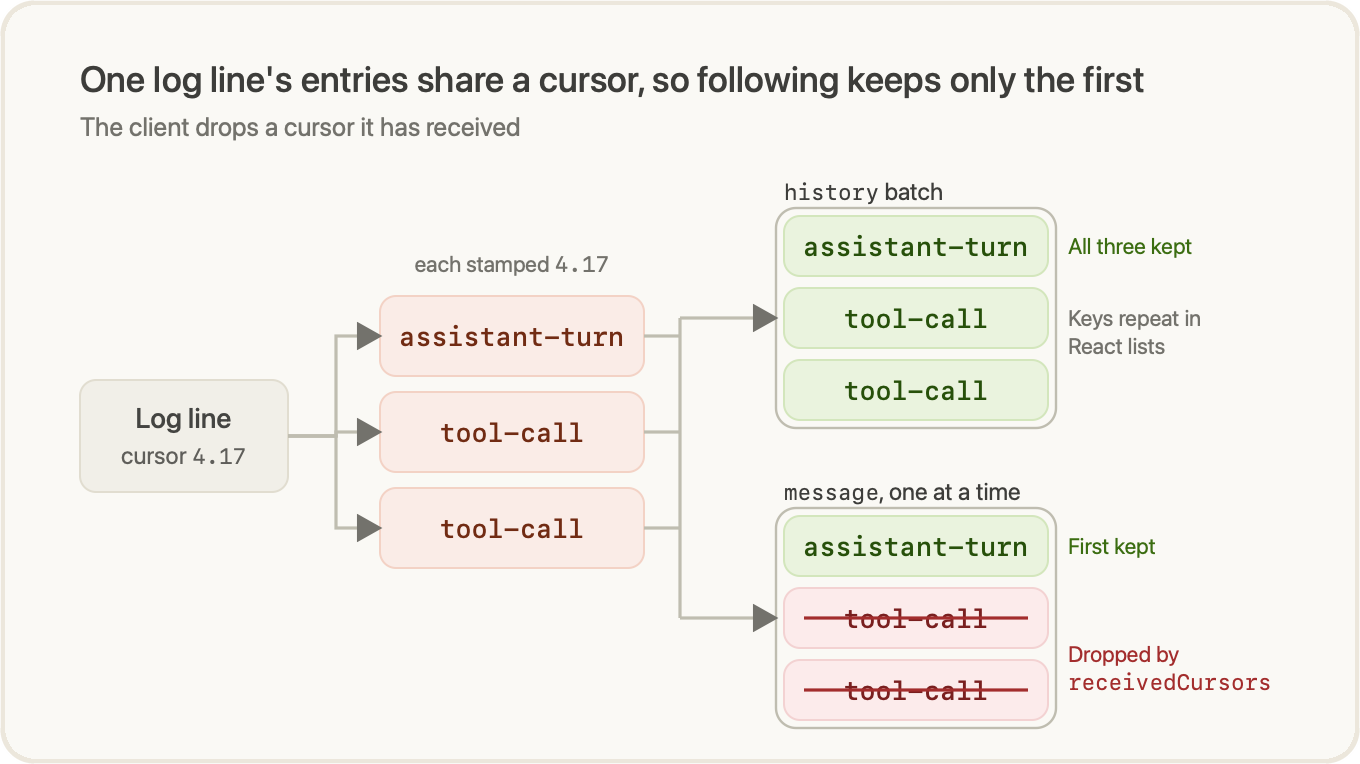 One log line's entries share a cursor, so following keeps only the first
The client drops a cursor it has received
Log line
cursor 4.17
each stamped 4.17
assistant-turn
tool-call
tool-call
history batch
assistant-turn
tool-call
tool-call
All three kept
Keys repeat in
React lists
message, one at a time
assistant-turn
tool-call
tool-call
First kept
Dropped by
receivedCursors